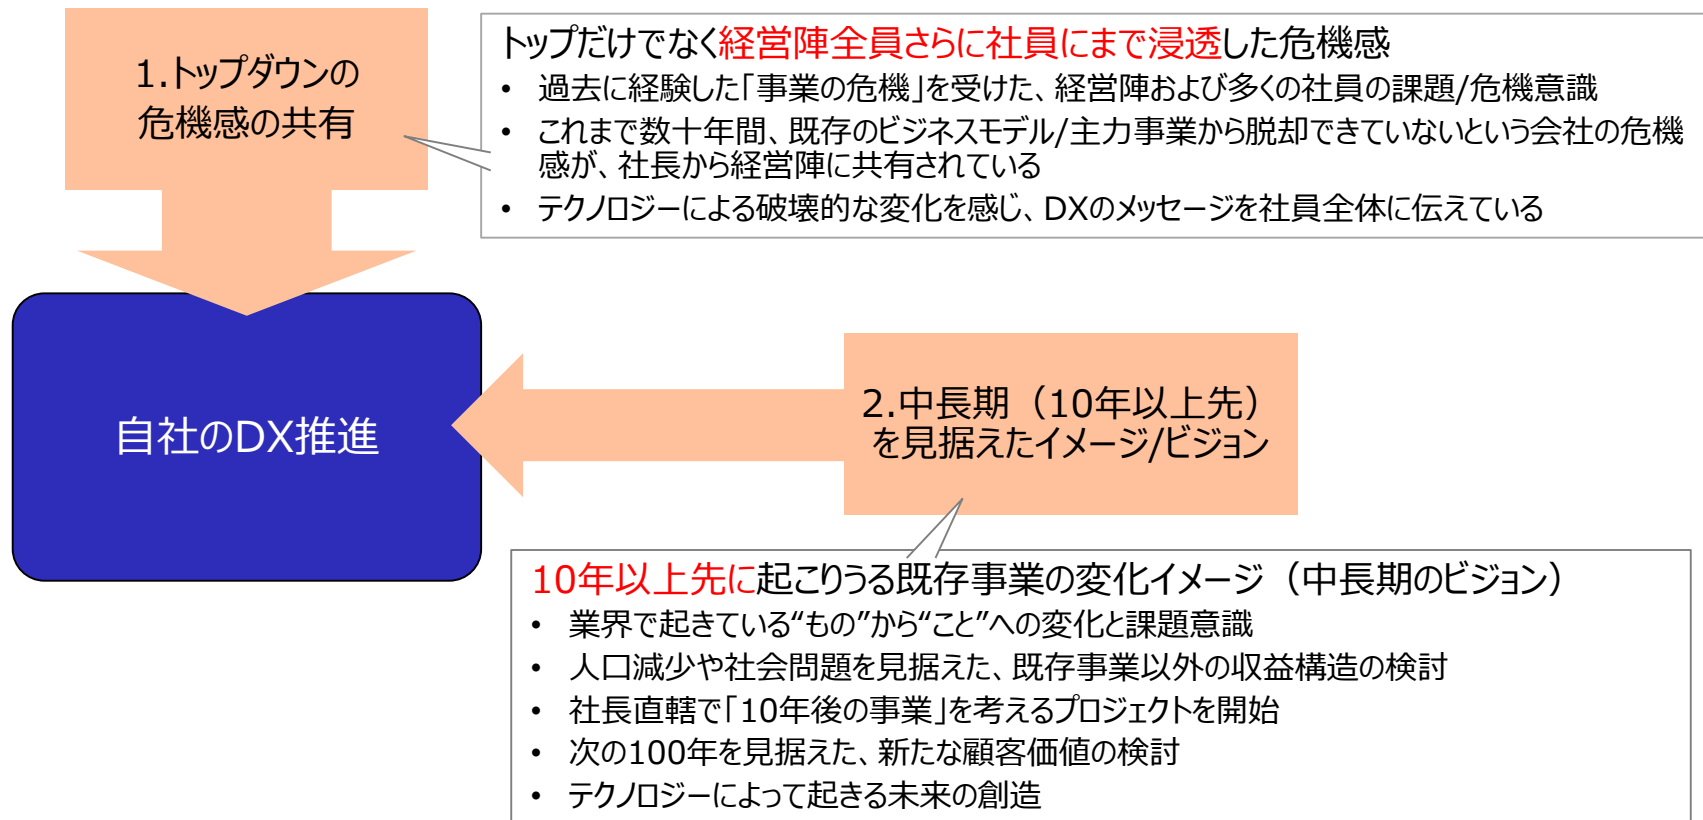 1.トップダウンの
危機感の共有
トップだけでなく経営陣全員さらに社員にまで浸透した危機感
• 過去に経験した「事業の危機」を受けた、経営陣および多くの社員の課題/危機意識
• これまで数十年間、既存のビジネスモデル/主力事業から脱却できていないという会社の危機
感が、社長から経営陣に共有されている
• テクノロジーによる破壊的な変化を感じ、DXのメッセージを社員全体に伝えている
自社のDX推進
2.中長期（10年以上先）
を見据えたイメージ/ビジョン
10年以上先に起こりうる既存事業の変化イメージ（中長期のビジョン）
• 業界で起きている“もの”から“こと”への変化と課題意識
• 人口減少や社会問題を見据えた、既存事業以外の収益構造の検討
• 社長直轄で「10年後の事業」を考えるプロジェクトを開始
• 次の100年を見据えた、新たな顧客価値の検討
• テクノロジーによって起きる未来の創造